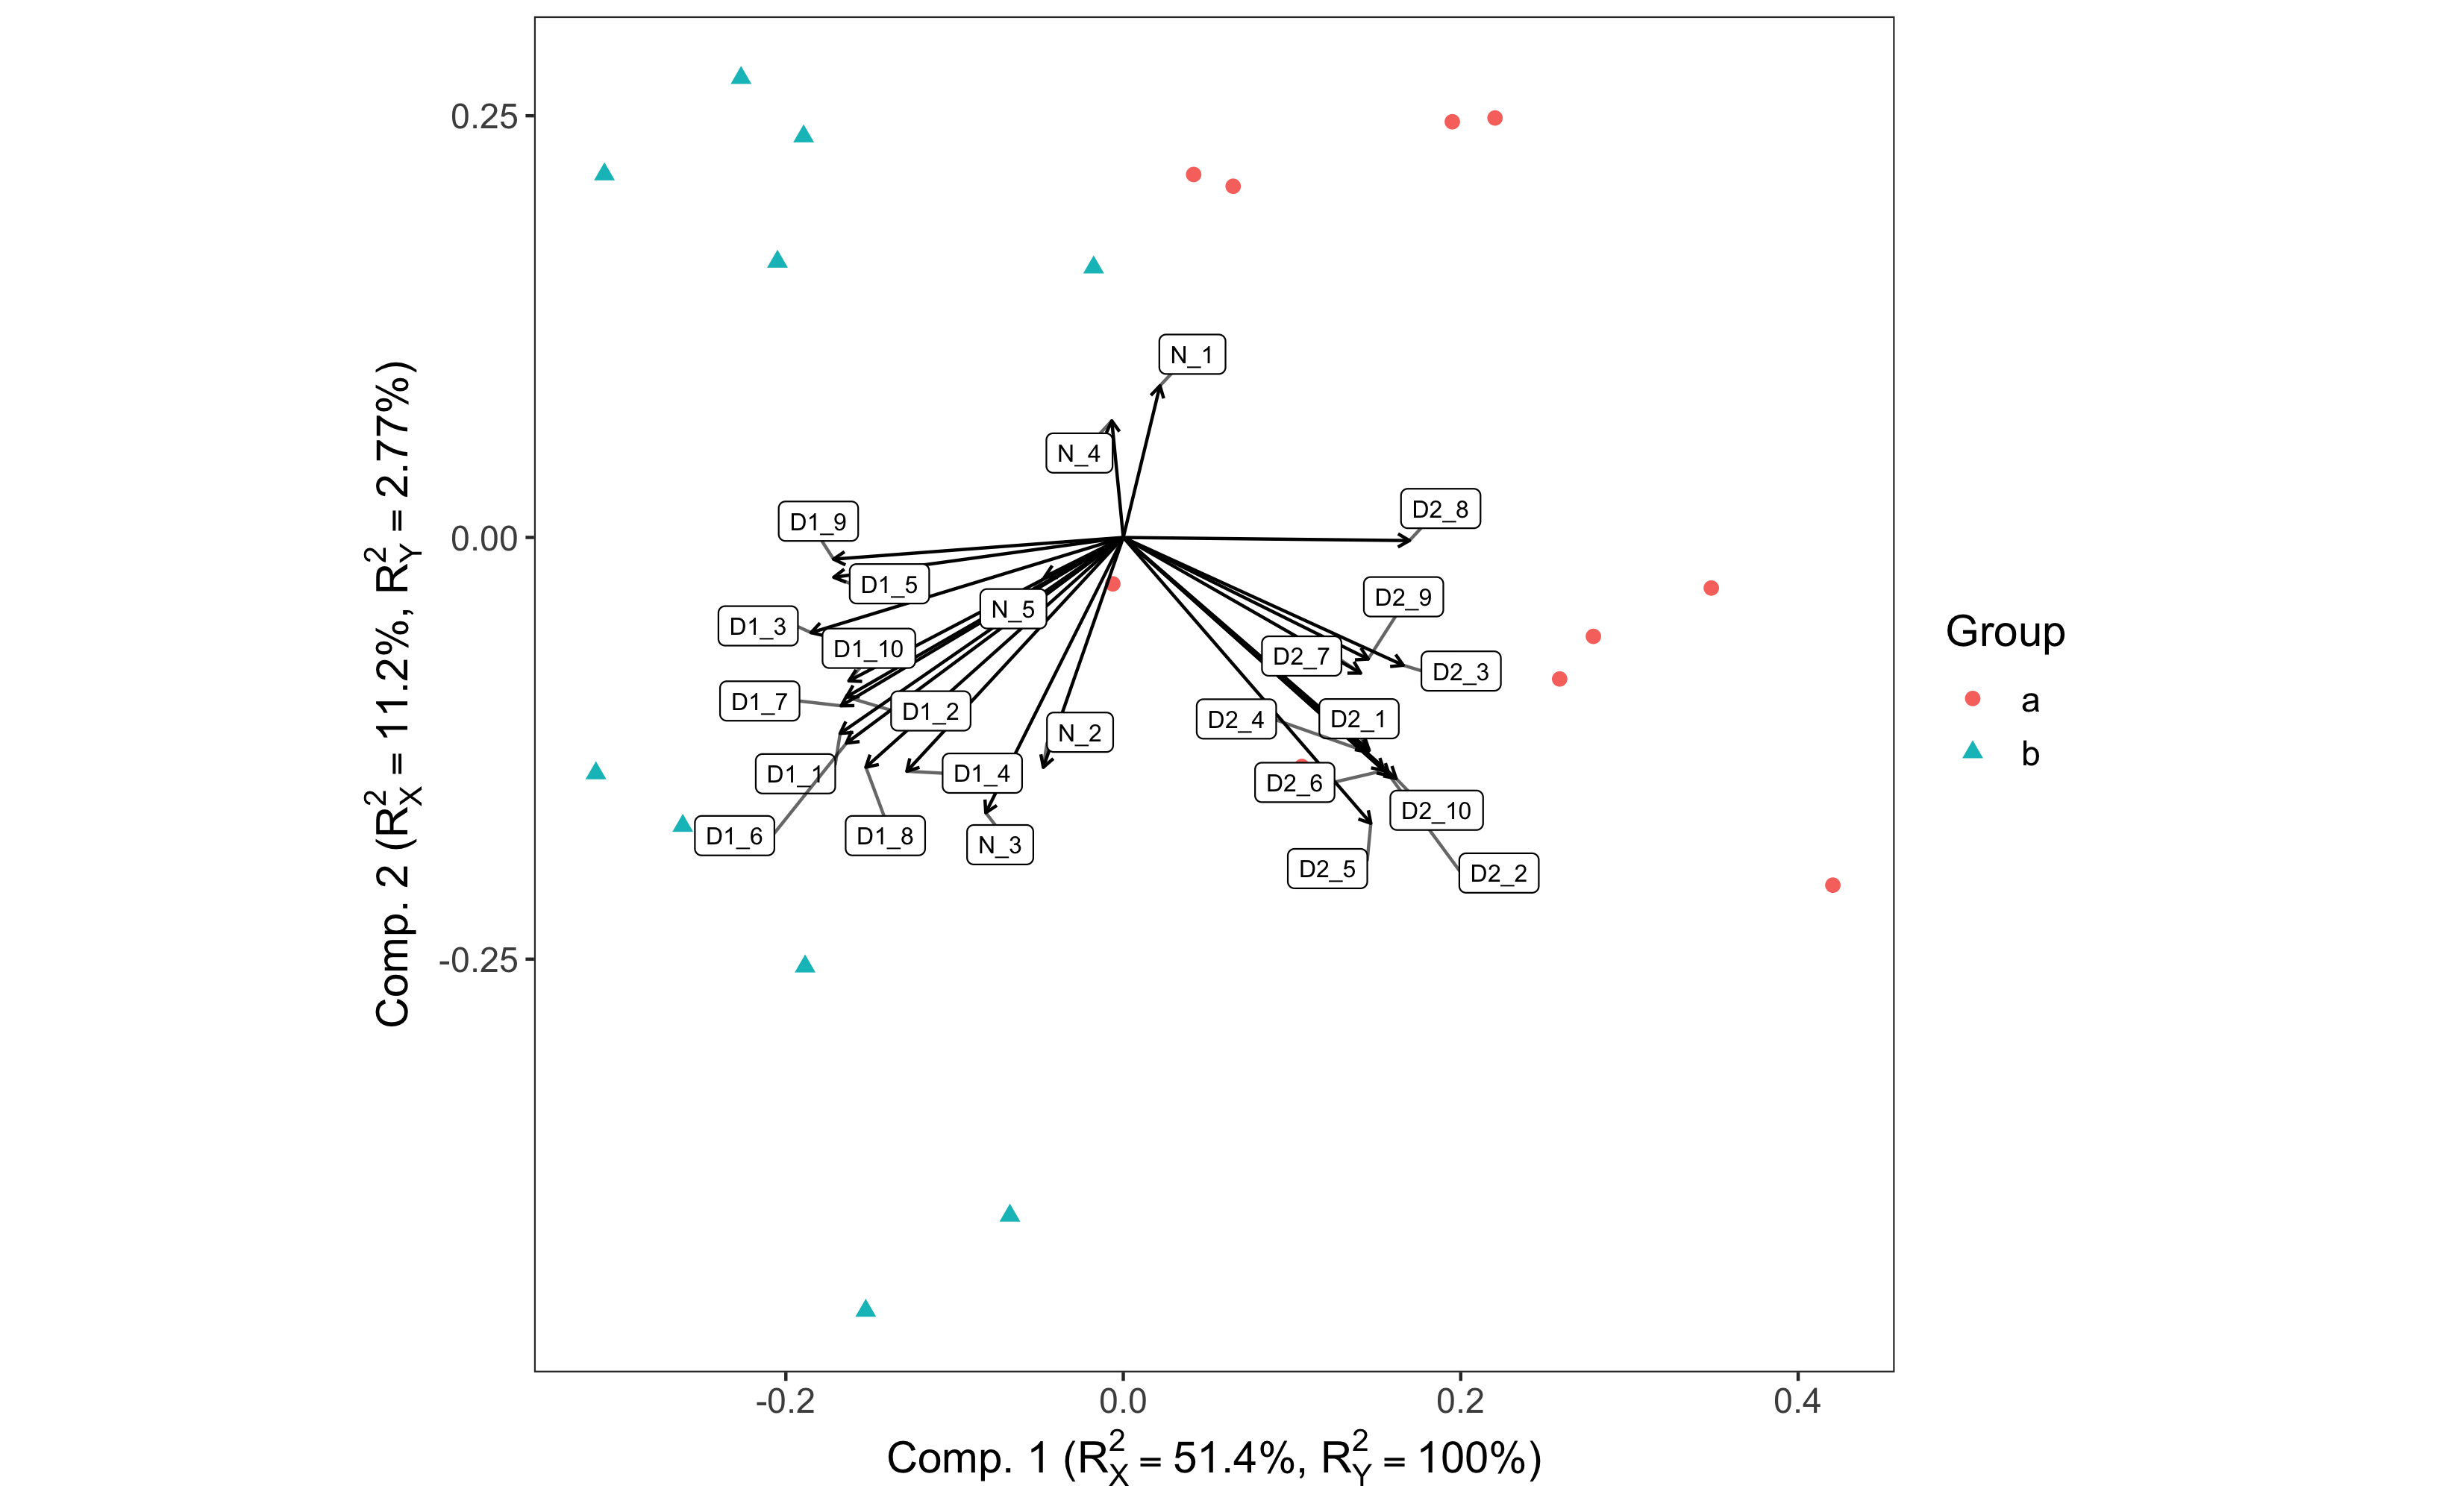 Comp. 2 (R²X = 11.2%, R²Y = 2.77%)
0.25
0.00
-0.25
N_1
N_4
D2_8
D1_9
D1_5
D2_9
N_5
D1_3
D1_10
D2_7
D2_3
D1_7
D1_2
D2_4
D2_1
N_2
D1_1
D1_4
D2_6
D2_10
D1_6
D1_8
N_3
D2_5
D2_2
Group
a
b
-0.2
0.0
0.2
0.4
Comp. 1 (R²X = 51.4%, R²Y = 100%)